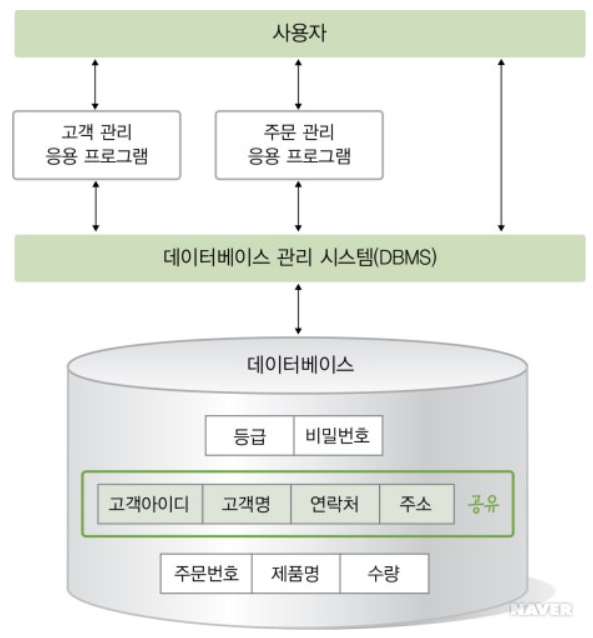 사용자
고객 관리
응용 프로그램
주문 관리
응용 프로그램
데이터베이스 관리 시스템(DBMS)
데이터베이스
등급 비밀번호
고객아이디 고객명 연락처 주소 공유
주문번호 제품명 수량
NAVER